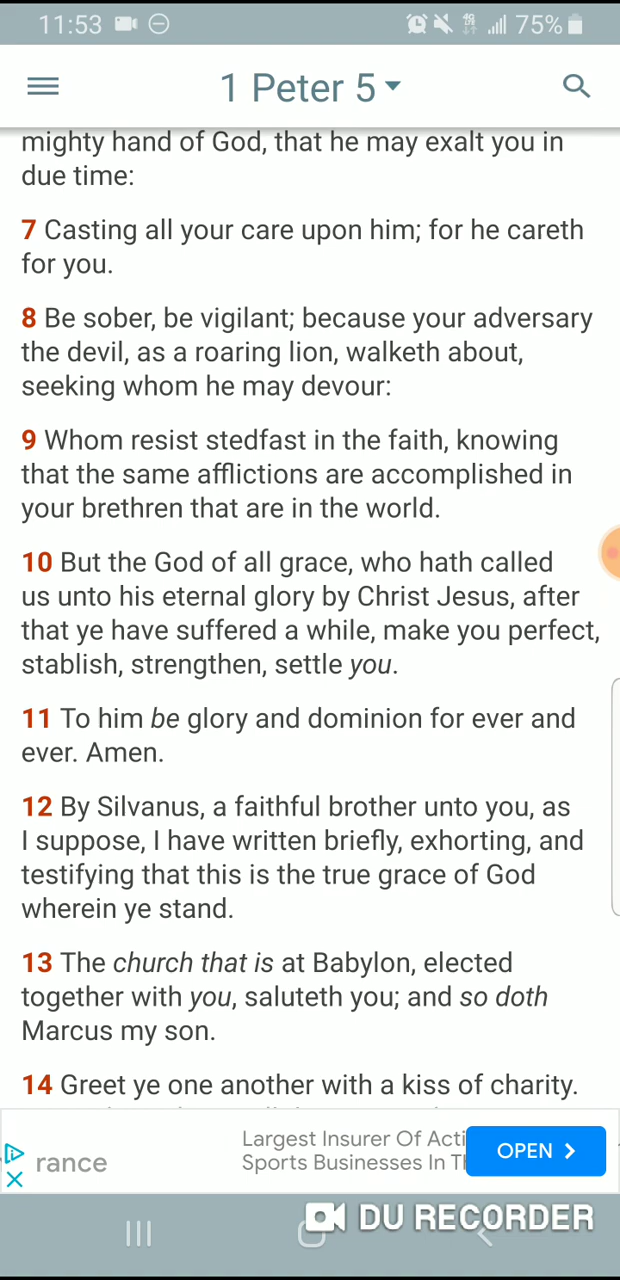 11:53 75%
1 Peter 5
mighty hand of God, that he may exalt you in
due time:
7 Casting all your care upon him; for he careth
for you.
8 Be sober, be vigilant; because your adversary
the devil, as a roaring lion, walketh about,
seeking whom he may devour:
9 Whom resist stedfast in the faith, knowing
that the same afflictions are accomplished in
your brethren that are in the world.
10 But the God of all grace, who hath called
us unto his eternal glory by Christ Jesus, after
that ye have suffered a while, make you perfect,
stablish, strengthen, settle you.
11 To him be glory and dominion for ever and
ever. Amen.
12 By Silvanus, a faithful brother unto you, as
I suppose, I have written briefly, exhorting, and
testifying that this is the true grace of God
wherein ye stand.
13 The church that is at Babylon, elected
together with you, saluteth you; and so doth
Marcus my son.
14 Greet ye one another with a kiss of charity.
rance
Largest Insurer Of Acti
Sports Businesses In T
OPEN
DU RECORDER